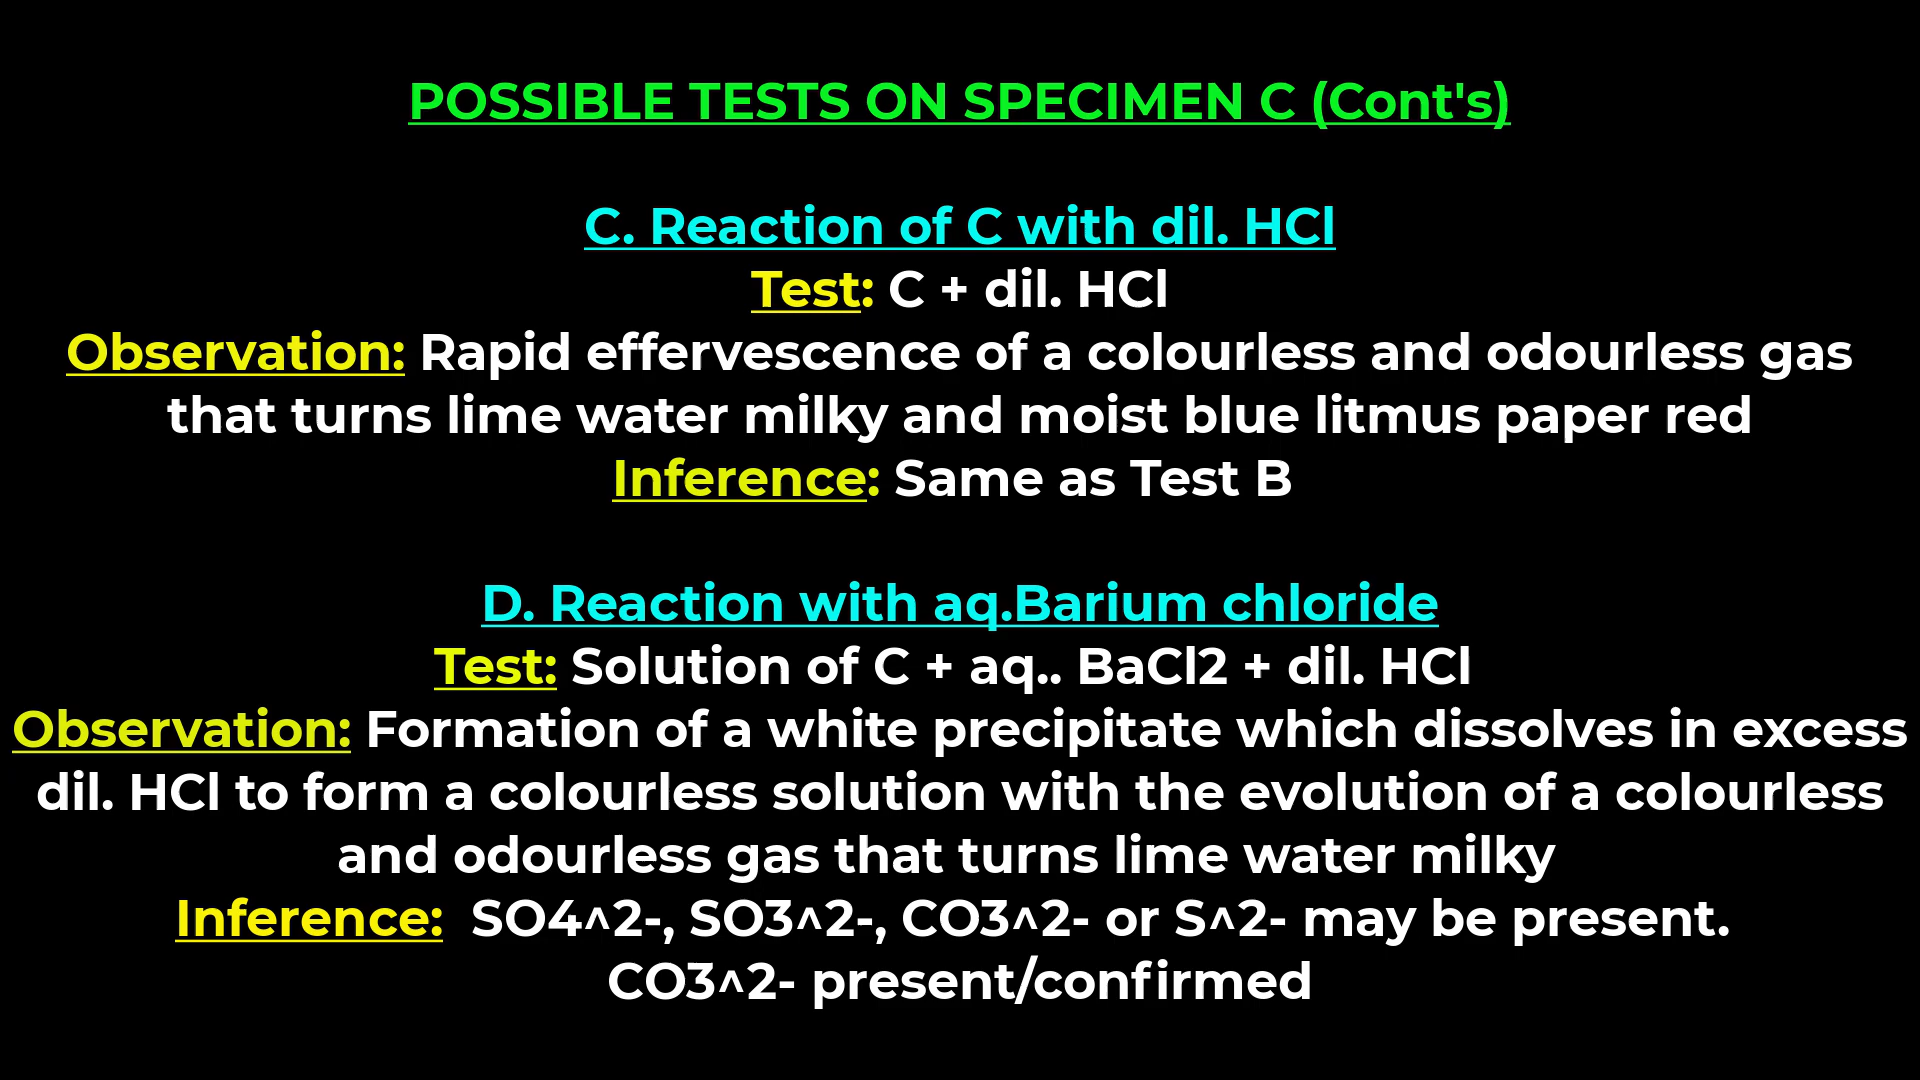 POSSIBLE TESTS ON SPECIMEN C (Cont's)
C. Reaction of C with dil. HCl
Test: C + dil. HCl
Observation: Rapid effervescence of a colourless and odourless gas
that turns lime water milky and moist blue litmus paper red
Inference: Same as Test B
D. Reaction with aq.Barium chloride
Test: Solution of C + aq.. BaCl2 + dil. HCl
Observation: Formation of a white precipitate which dissolves in excess
dil. HCl to form a colourless solution with the evolution of a colourless
and odourless gas that turns lime water milky
Inference: SO4^2-, SO3^2-, CO3^2- or S^2- may be present.
CO3^2- present/confirmed